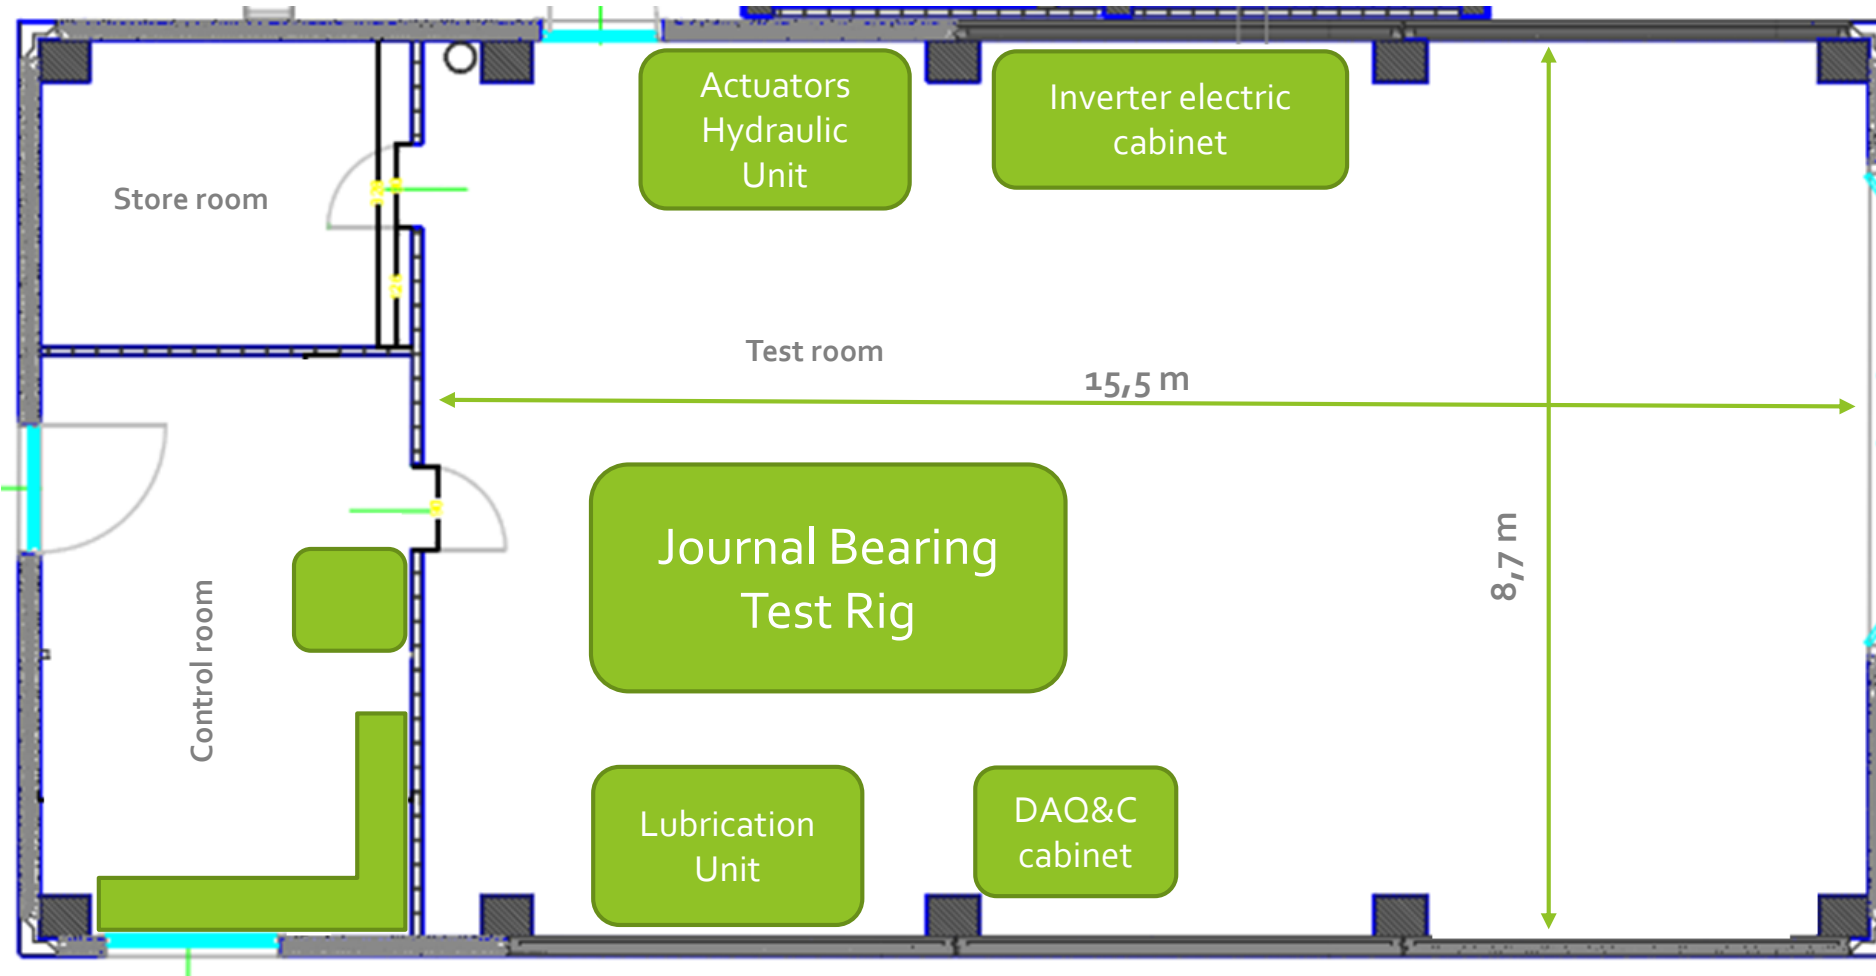 Actuators
Hydraulic
Unit
Inverter electric
cabinet
Store room
Test room
15,5 m
8,7 m
Journal Bearing
Test Rig
Control room
Lubrication
Unit
DAQ&C
cabinet